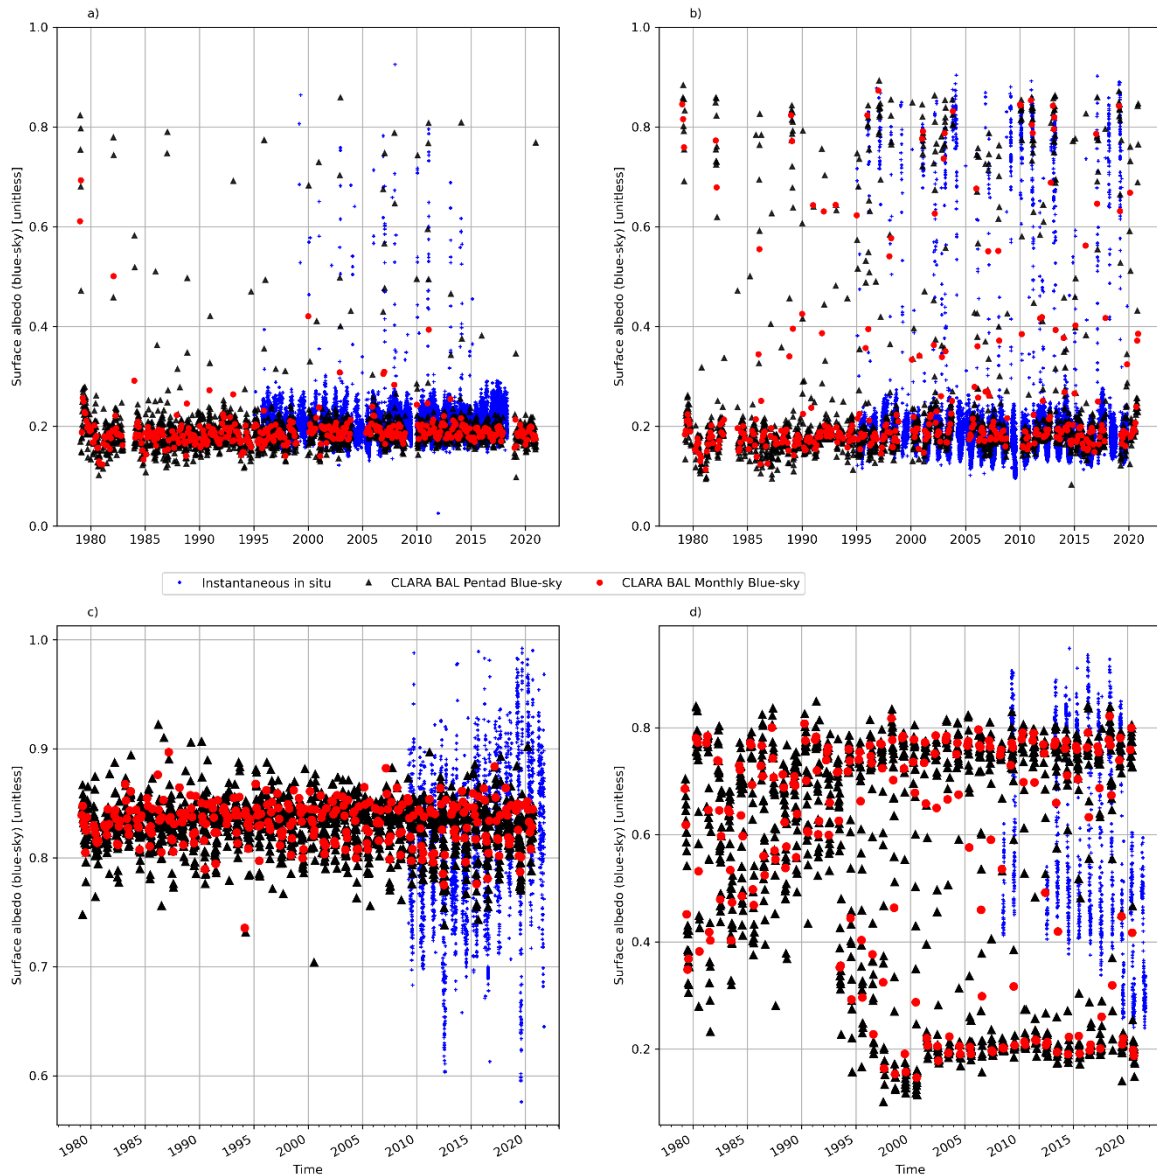 a)
b)
1.0
0.8
0.6
0.4
0.2
0.0
Surface albedo (blue-sky) [unitless]
1980 1985 1990 1995 2000 2005 2010 2015 2020
1.0
0.8
0.6
0.4
0.2
0.0
Surface albedo (blue-sky) [unitless]
1980 1985 1990 1995 2000 2005 2010 2015 2020
Instantaneous in situ CLARA BAL Pentad Blue-sky CLARA BAL Monthly Blue-sky
c)
d)
1.0
0.9
0.8
0.7
0.6
Surface albedo (blue-sky) [unitless]
1980 1985 1990 1995 2000 2005 2010 2015 2020
Time
0.8
0.6
0.4
0.2
Surface albedo (blue-sky) [unitless]
1980 1985 1990 1995 2000 2005 2010 2015 2020
Time